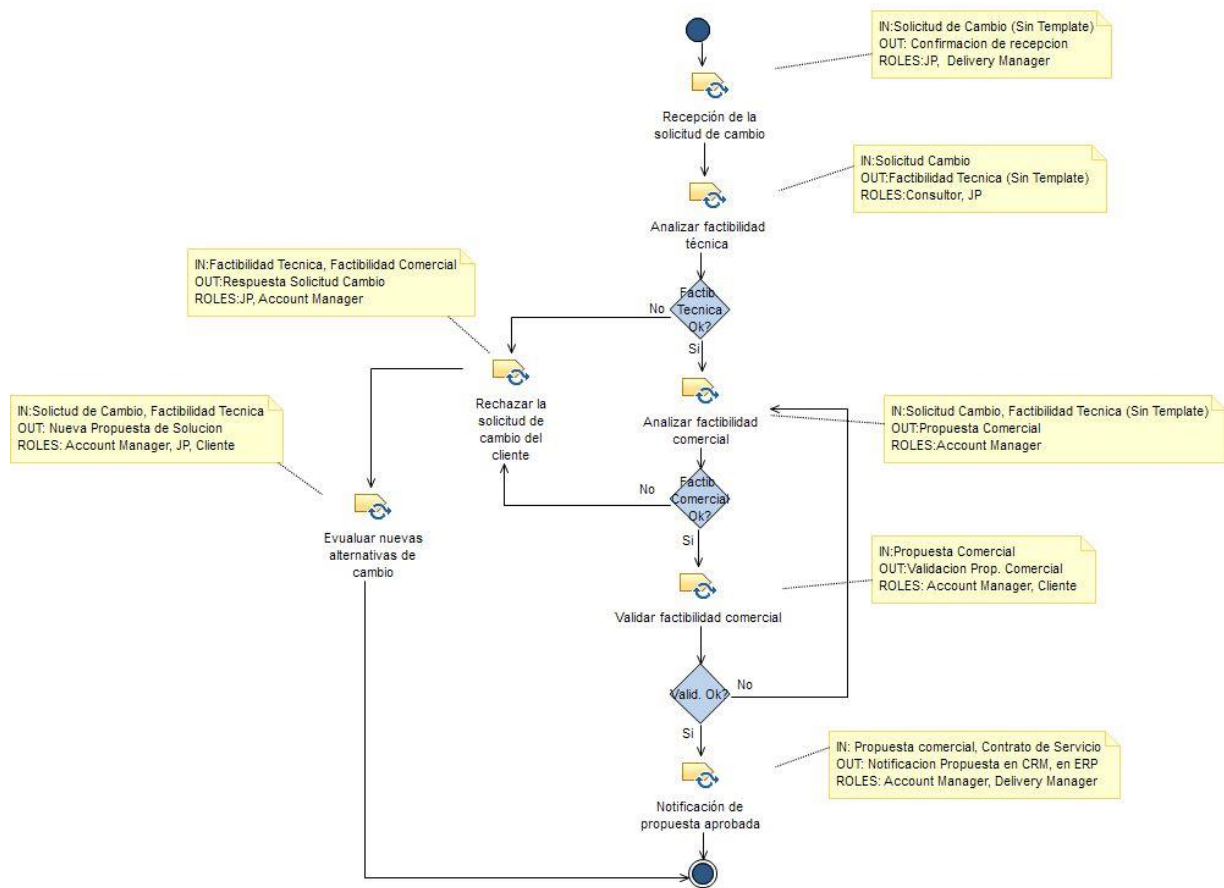 IN:Solicitud de Cambio (Sin Template)
OUT: Confirmacion de recepcion
ROLES:JP,  Delivery Manager
Recepción de la
solicitud de cambio
IN:Solicitud Cambio
OUT:Factibilidad Tecnica (Sin Template)
ROLES:Consultor, JP
Analizar factibilidad
técnica
IN:Factibilidad Tecnica, Factibilidad Comercial
OUT:Respuesta Solicitud Cambio
ROLES:JP, Account Manager
Factib.
Tecnica
Ok?
No
Si
Rechazar la
solicitud de
cambio del
cliente
Analizar factibilidad
comercial
IN:Solicitud Cambio, Factibilidad Tecnica (Sin Template)
OUT:Propuesta Comercial
ROLES:Account Manager
IN:Solictud de Cambio, Factibilidad Tecnica
OUT: Nueva Propuesta de Solucion
ROLES: Account Manager, JP, Cliente
Factib
Comercial
Ok?
No
Si
Evualuar nuevas
alternativas de
cambio
IN:Propuesta Comercial
OUT:Validacion Prop. Comercial
ROLES: Account Manager, Cliente
Validar factibilidad comercial
Valid. Ok?
No
Si
IN: Propuesta comercial, Contrato de Servicio
OUT: Notificacion Propuesta en CRM, en ERP
ROLES: Account Manager, Delivery Manager
Notificación de
propuesta aprobada